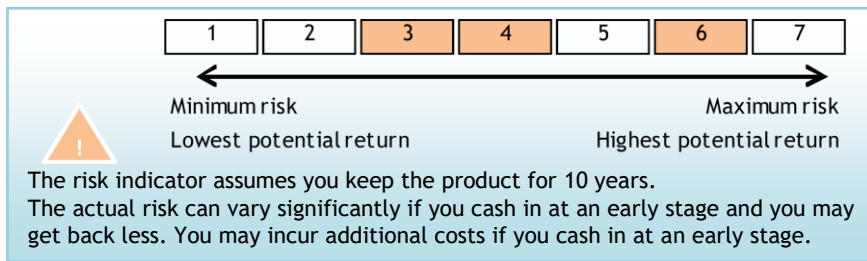 1 2 3 4 5 6 7
Minimum risk Maximum risk
Lowest potential return Highest potential return
!
The risk indicator assumes you keep the product for 10 years.
The actual risk can vary significantly if you cash in at an early stage and you may
get back less. You may incur additional costs if you cash in at an early stage.